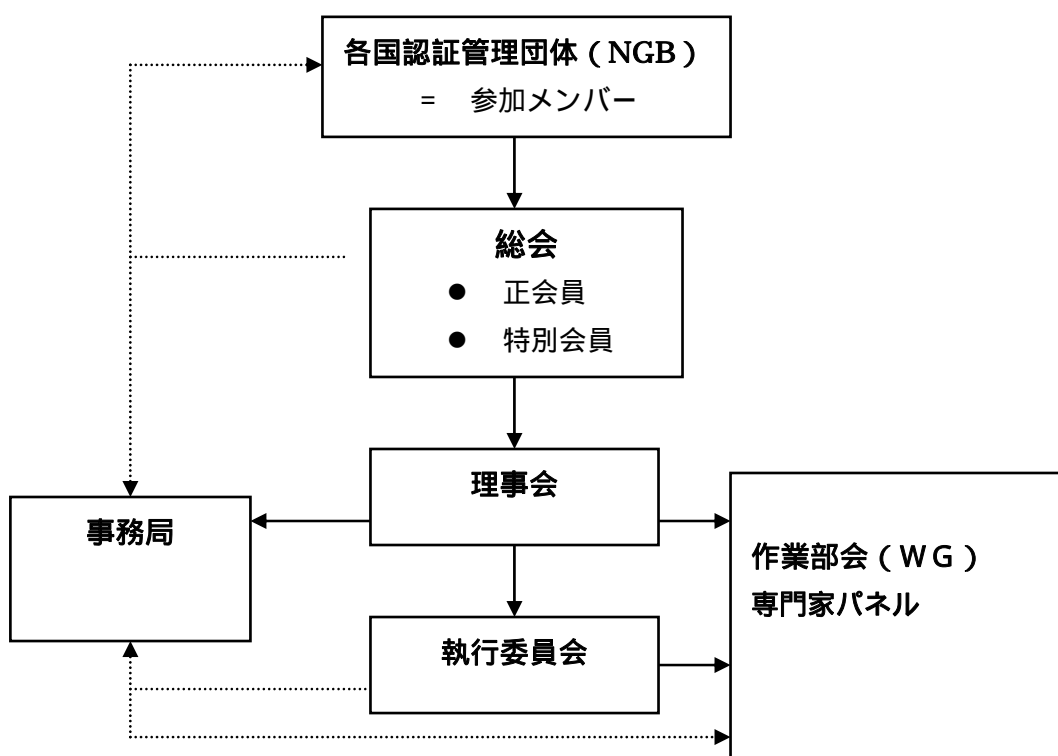 各国認証管理団体（NGB）
= 参加メンバー
総会
● 正会員
● 特別会員
理事会
事務局
作業部会（ＷＧ）
専門家パネル
執行委員会